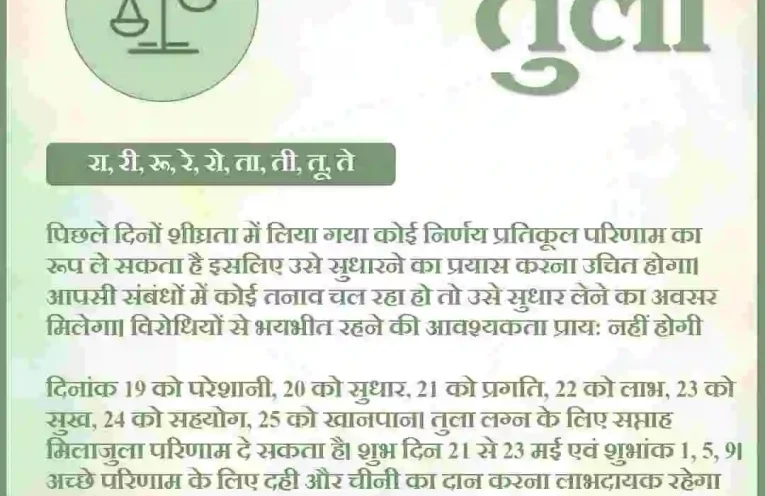 तुला
रा, री, रू, रे, रो, ता, ती, तू, ते
पिछले दिनों शीघ्रता में लिया गया कोई निर्णय प्रतिकूल परिणाम का
रूप ले सकता है इसलिए उसे सुधारने का प्रयास करना उचित होगा।
आपसी संबंधों में कोई तनाव चल रहा हो तो उसे सुधार लेने का अवसर
मिलेगा। विरोधियों से भयभीत रहने की आवश्यकता प्रायः नहीं होगी
दिनांक 19 को परेशानी, 20 को सुधार, 21 को प्रगति, 22 को लाभ, 23 को
सुख, 24 को सहयोग, 25 को खानपान। तुला लग्न के लिए सप्ताह
मिलाजुला परिणाम दे सकता है। शुभ दिन 21 से 23 मई एवं शुभांक 1, 5, 9।
अच्छे परिणाम के लिए दही और चीनी का दान करना लाभदायक रहेगा